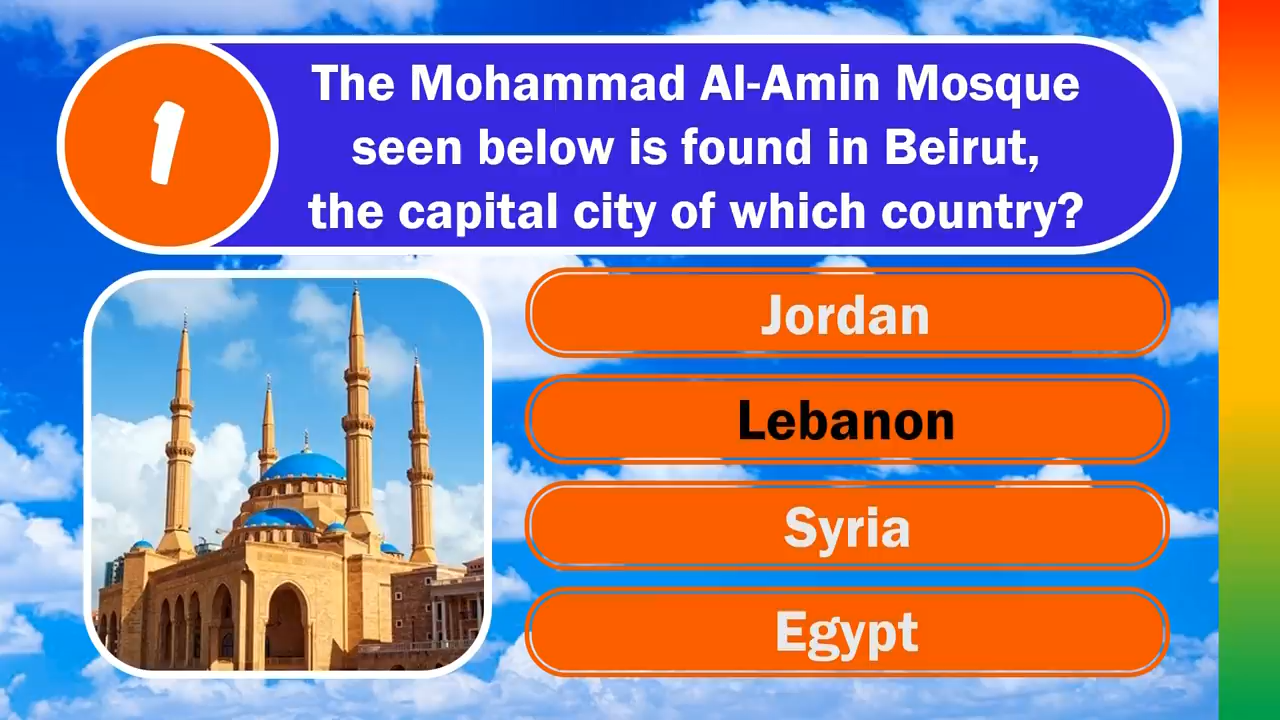 1
The Mohammad Al-Amin Mosque
seen below is found in Beirut,
the capital city of which country?
Jordan
Lebanon
Syria
Egypt